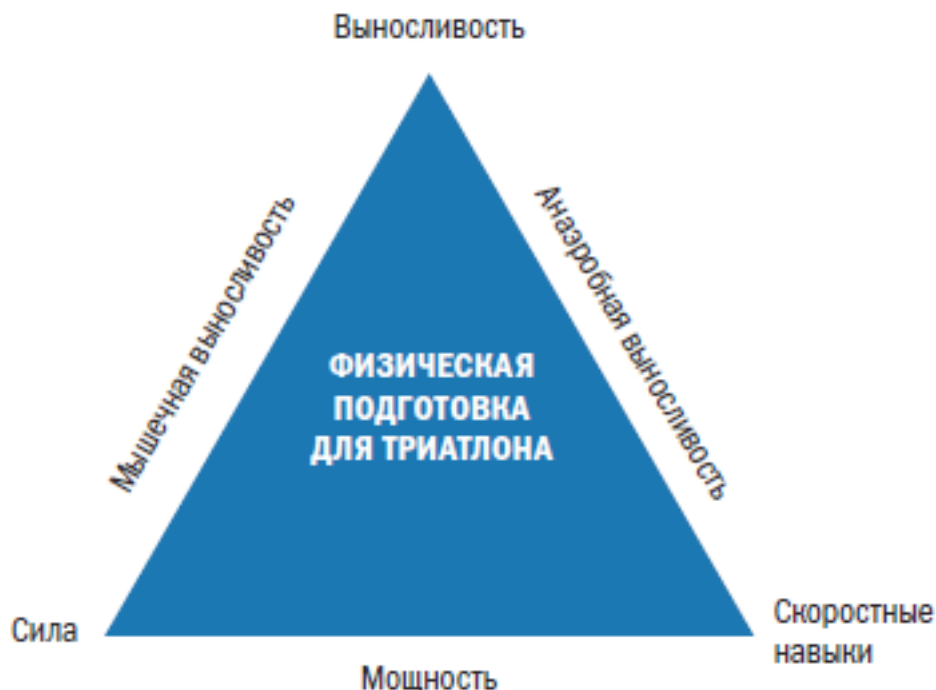 Выносливость
Мышечная выносливость
Анаэробная выносливость
ФИЗИЧЕСКАЯ
ПОДГОТОВКА
ДЛЯ ТРИАТЛОНА
Сила
Скоростные
навыки
Мощность